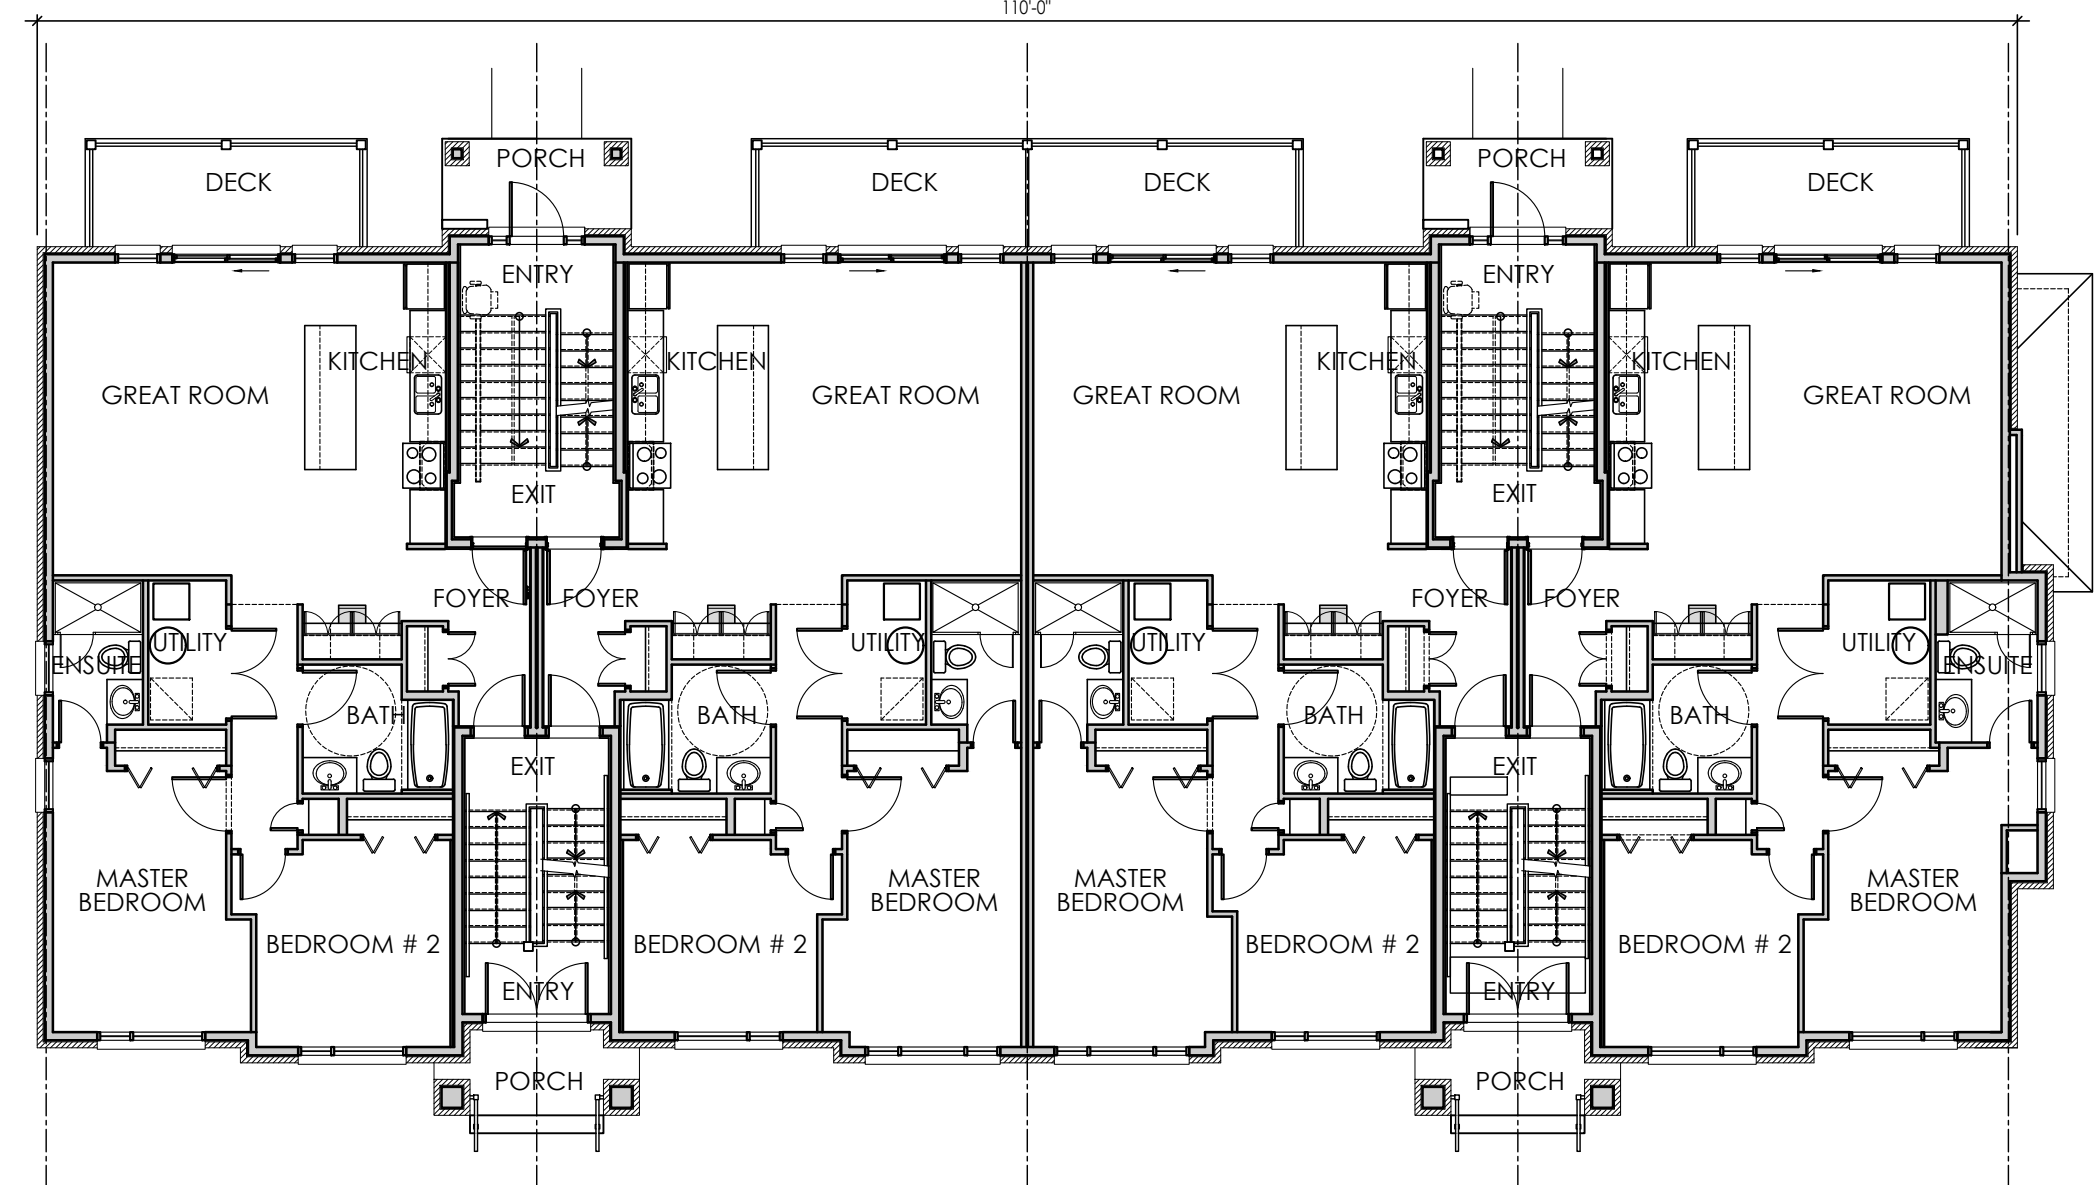 110'-0"
PORCH
PORCH
DECK
DECK
DECK
DECK
ENTRY
ENTRY
KITCHEN
KITCHEN
KITCHEN
KITCHEN
GREAT ROOM
GREAT ROOM
GREAT ROOM
GREAT ROOM
EXIT
EXIT
FOYER
FOYER
FOYER
FOYER
UTILITY
UTILITY
UTILITY
UTILITY
ENSUITE
ENSUITE
BATH
BATH
BATH
BATH
EXIT
EXIT
MASTER
BEDROOM
MASTER
BEDROOM
MASTER
BEDROOM
MASTER
BEDROOM
BEDROOM # 2
BEDROOM # 2
BEDROOM # 2
BEDROOM # 2
ENTRY
ENTRY
PORCH
PORCH